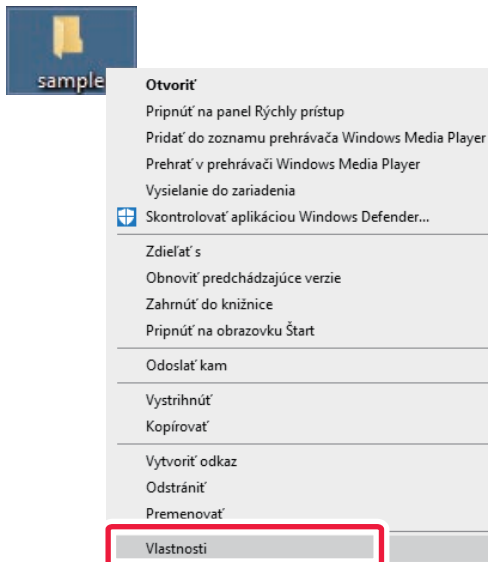 sample
Otvoriť
Pripnúť na panel Rýchly prístup
Pridať do zoznamu prehrávača Windows Media Player
Prehrať v prehrávači Windows Media Player
Vysielanie do zariadenia
Skontrolovať aplikáciou Windows Defender...
Zdieľať s
Obnoviť predchádzajúce verzie
Zahrnúť do knižnice
Pripnúť na obrazovku Štart
Odoslať kam
Vystrihnúť
Kopírovať
Vytvoriť odkaz
Odstrániť
Premenovať
Vlastnosti